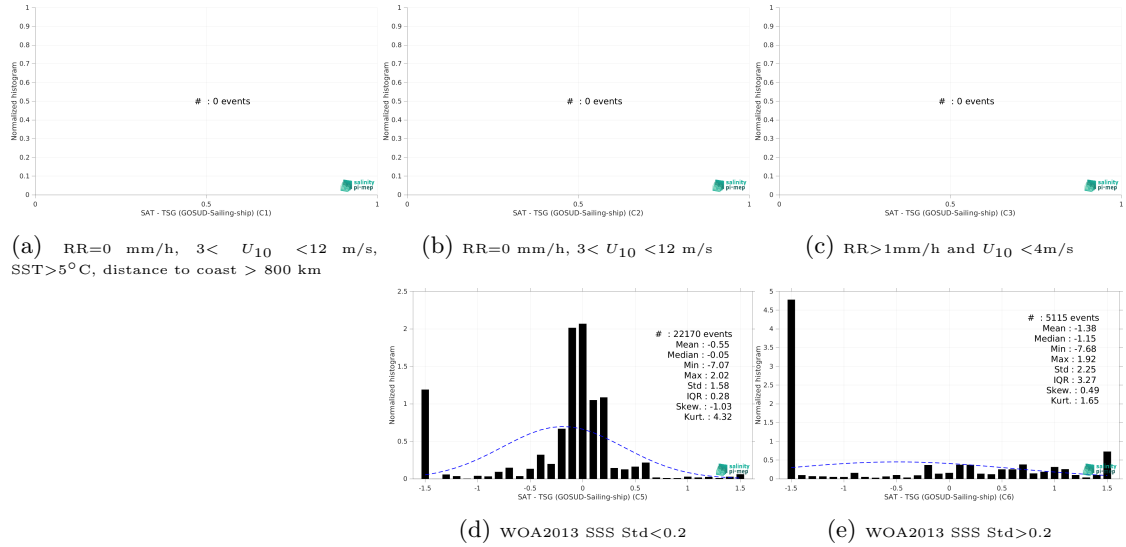 1
0.9
0.8
0.7
0.6
0.5
0.4
0.3
0.2
0.1
0
Normalized histogram
# : 0 events
salinity
pi-mep
0 0.5 1
SAT - TSG (GOSUD-Sailing-ship) (C1)
(a) RR=0 mm/h, 3< U10 <12 m/s,
SST>5°C, distance to coast > 800 km
1
0.9
0.8
0.7
0.6
0.5
0.4
0.3
0.2
0.1
0
Normalized histogram
# : 0 events
salinity
pi-mep
0 0.5 1
SAT - TSG (GOSUD-Sailing-ship) (C2)
(b) RR=0 mm/h, 3< U10 <12 m/s
1
0.9
0.8
0.7
0.6
0.5
0.4
0.3
0.2
0.1
0
Normalized histogram
# : 0 events
salinity
pi-mep
0 0.5 1
SAT - TSG (GOSUD-Sailing-ship) (C3)
(c) RR>1mm/h and U10 <4m/s
2.5
2
1.5
1
0.5
0
Normalized histogram
# : 22170 events
Mean : -0.55
Median : -0.05
Min : -7.07
Max : 2.02
Std : 1.58
IQR : 0.28
Skew. : -1.03
Kurt. : 4.32
salinity
pi-mep
-1.5 -1 -0.5 0 0.5 1 1.5
SAT - TSG (GOSUD-Sailing-ship) (C5)
(d) WOA2013 SSS Std<0.2
5
4.5
4
3.5
3
2.5
2
1.5
1
0.5
0
Normalized histogram
# : 5115 events
Mean : -1.38
Median : -1.15
Min : -7.68
Max : 1.92
Std : 2.25
IQR : 3.27
Skew. : 0.49
Kurt. : 1.65
salinity
pi-mep
-1.5 -1 -0.5 0 0.5 1 1.5
SAT - TSG (GOSUD-Sailing-ship) (C6)
(e) WOA2013 SSS Std>0.2